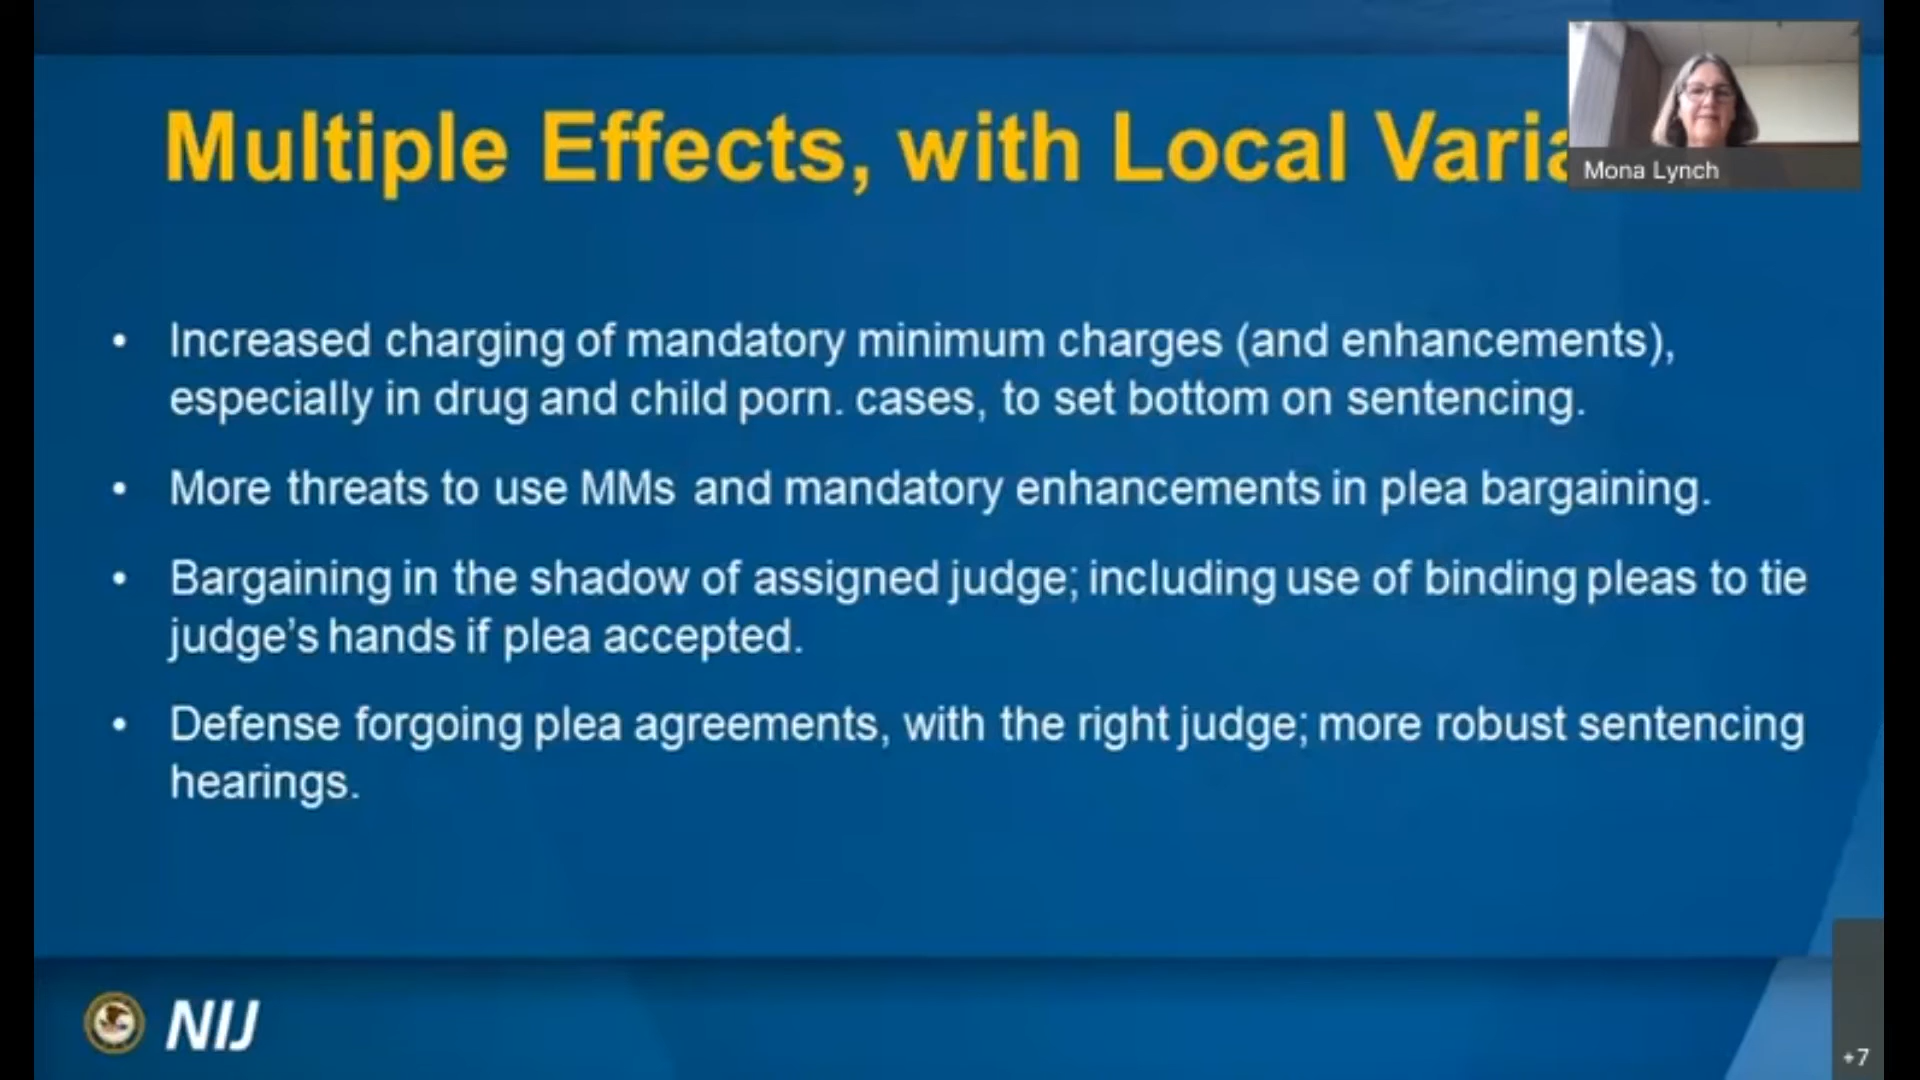 Multiple Effects, with Local Varia
Mona Lynch
• Increased charging of mandatory minimum charges (and enhancements),
especially in drug and child porn. cases, to set bottom on sentencing.
• More threats to use MMs and mandatory enhancements in plea bargaining.
• Bargaining in the shadow of assigned judge; including use of binding pleas to tie
judge’s hands if plea accepted.
• Defense forgoing plea agreements, with the right judge; more robust sentencing
hearings.
NIJ
+7